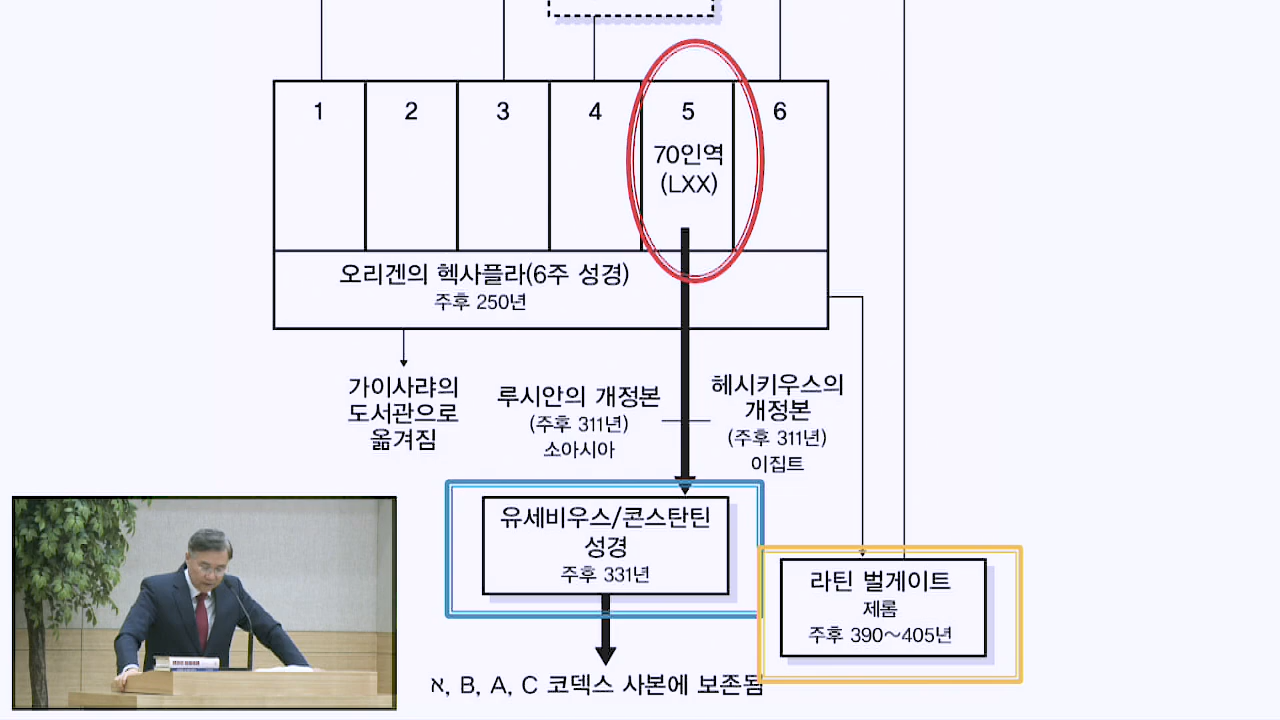 1 2 3 4 5 6
70인역
(LXX)
오리겐의 헥사플라(6주 성경)
주후 250년
가이사랴의
도서관으로
옮겨짐
루시안의 개정본
(주후 311년)
소아시아
헤시키우스의
개정본
(주후 311년)
이집트
유세비우스/콘스탄틴
성경
주후 331년
라틴 벌게이트
제롬
주후 390～405년
א, B, A, C 코덱스 사본에 보존됨